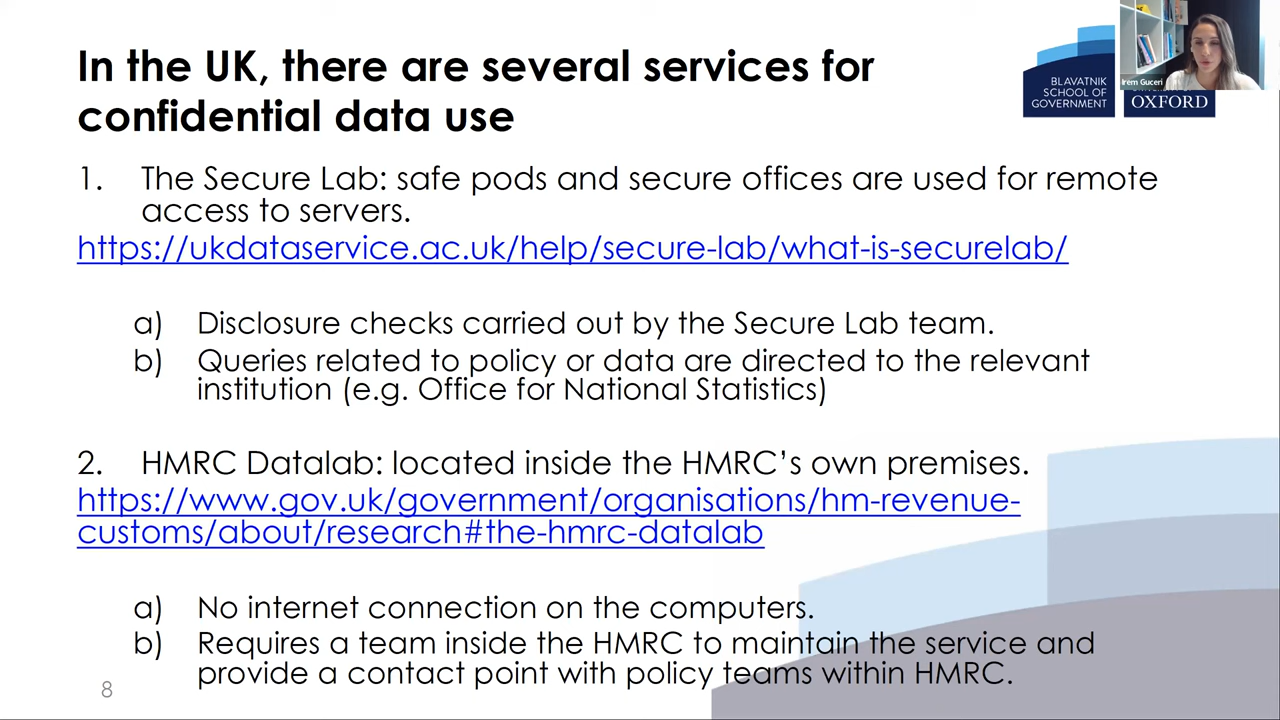 In the UK, there are several services for
confidential data use
BLAVATNIK
SCHOOL OF
GOVERNMENT
OXFORD
Irem Guceri
1. The Secure Lab: safe pods and secure offices are used for remote
access to servers.
https://ukdataservice.ac.uk/help/secure-lab/what-is-securelab/
a) Disclosure checks carried out by the Secure Lab team.
b) Queries related to policy or data are directed to the relevant
institution (e.g. Office for National Statistics)
2. HMRC Datalab: located inside the HMRC’s own premises.
https://www.gov.uk/government/organisations/hm-revenue-
customs/about/research#the-hmrc-datalab
a) No internet connection on the computers.
b) Requires a team inside the HMRC to maintain the service and
provide a contact point with policy teams within HMRC.
8